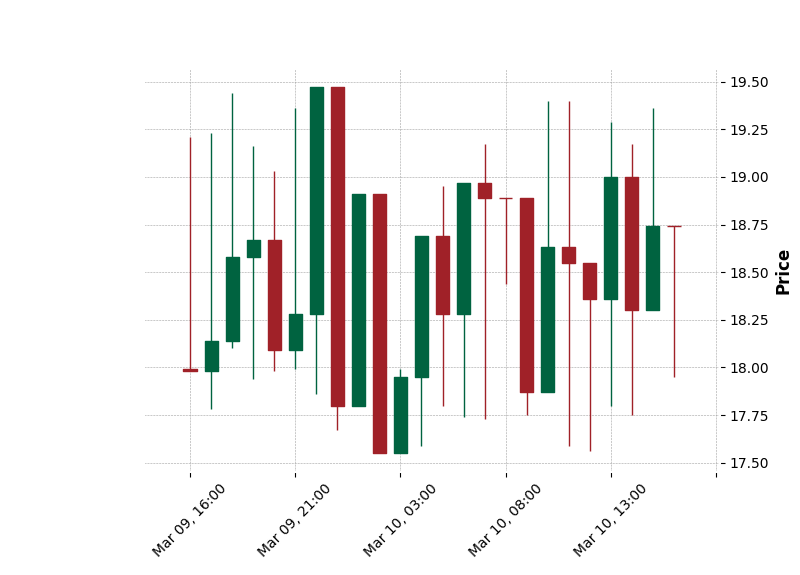 19.50
19.25
19.00
18.75
18.50
18.25
18.00
17.75
17.50
Price
Mar 09, 16:00
Mar 09, 21:00
Mar 10, 03:00
Mar 10, 08:00
Mar 10, 13:00